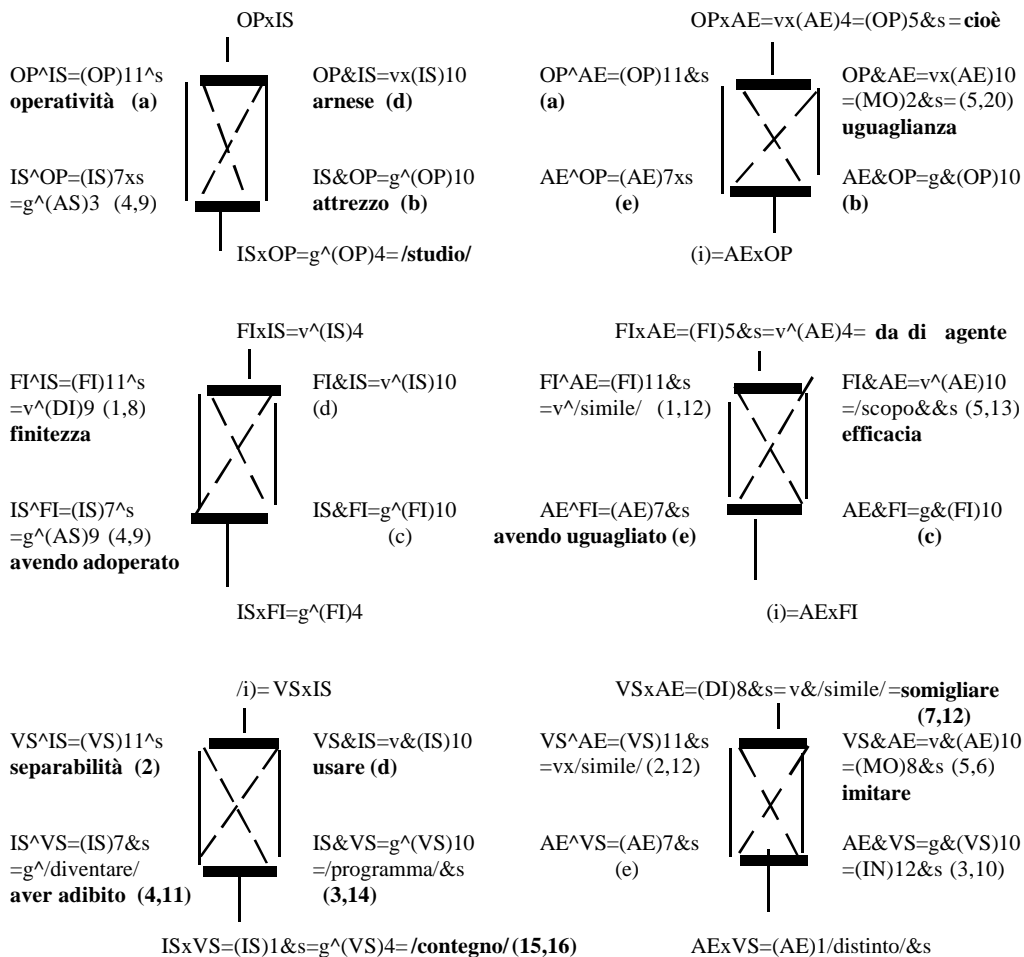 OPxIS
OP^IS=(OP)11^s
operatività (a)
OP&IS=vx(IS)10
arnese (d)
IS^OP=(IS)7xs
=g^(AS)3 (4,9)
IS&OP=g^(OP)10
attrezzo (b)
ISxOP=g^(OP)4=/studio/
OPxAE=vx(AE)4=(OP)5&s=cioè
OP^AE=(OP)11&s
(a)
OP&AE=vx(AE)10
=(MO)2&s=(5,20)
uguaglianza
AE^OP=(AE)7xs
(e)
AE&OP=g&(OP)10
(b)
(i)=AExOP
FIxIS=v^(IS)4
FI^IS=(FI)11^s
=v^(DI)9 (1,8)
finitezza
FI&IS=v^(IS)10
(d)
IS^FI=(IS)7^s
=g^(AS)9 (4,9)
avendo adoperato
IS&FI=g^(FI)10
(c)
ISxFI=g^(FI)4
FIxAE=(FI)5&s=v^(AE)4= da di agente
FI^AE=(FI)11&s
=v^/simile/ (1,12)
FI&AE=v^(AE)10
=/scopo&&s (5,13)
efficacia
AE^FI=(AE)7&s
avendo uguagliato (e)
AE&FI=g&(FI)10
(c)
(i)=AExFI
/i)= VSxIS
VS^IS=(VS)11^s
separabilità (2)
VS&IS=v&(IS)10
usare (d)
IS^VS=(IS)7&s
=g^/diventare/
aver adibito (4,11)
IS&VS=g^(VS)10
=/programma/&s
(3,14)
ISxVS=(IS)1&s=g^(VS)4=/contegno/ (15,16)
VSxAE=(DI)8&s=v&/simile/=somigliare
(7,12)
VS^AE=(VS)11&s
=vx/simile/ (2,12)
VS&AE=v&(AE)10
=(MO)8&s (5,6)
imitare
AE^VS=(AE)7&s
(e)
AE&VS=g&(VS)10
=(IN)12&s (3,10)
AExVS=(AE)1/distinto/&s